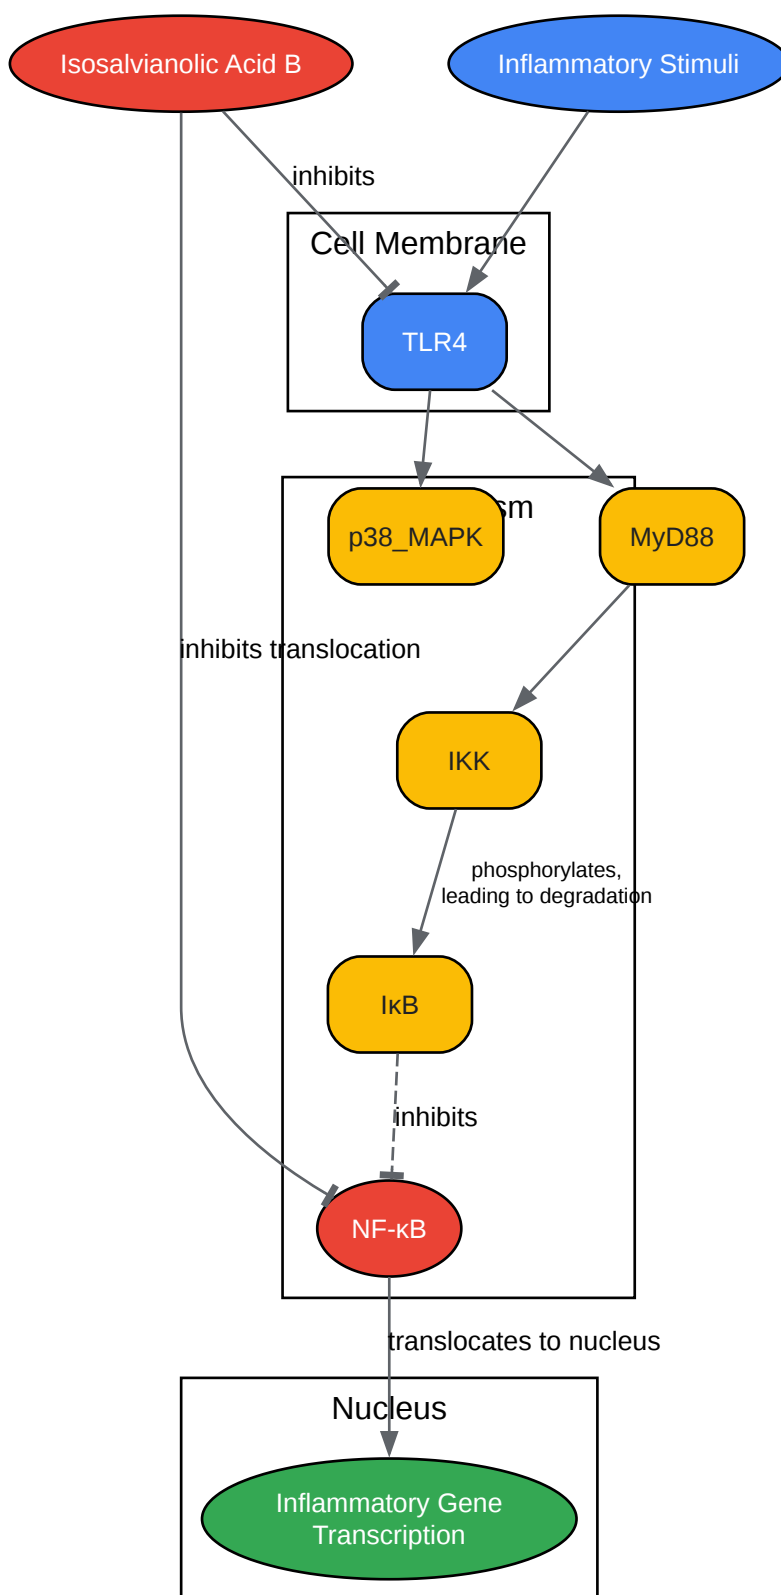 Isosalvianolic Acid B
Inflammatory Stimuli
inhibits
Cell Membrane
TLR4
p38_MAPK
MyD88
inhibits translocation
IKK
phosphorylates,
leading to degradation
IκB
inhibits
NF-κB
translocates to nucleus
Nucleus
Inflammatory Gene
Transcription